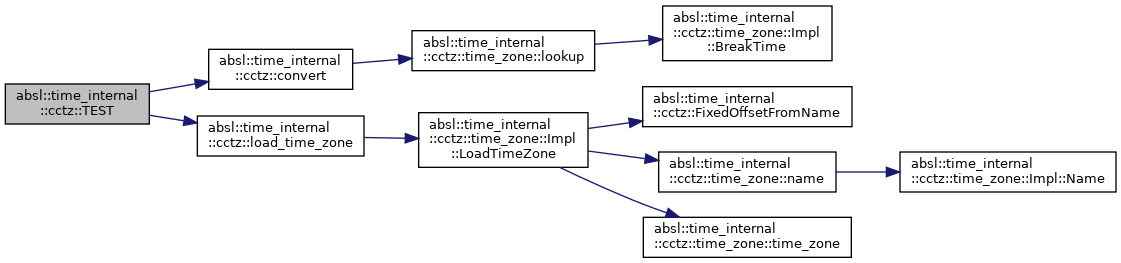 absl::time_internal
::cctz::TEST
absl::time_internal
::cctz::convert
absl::time_internal
::cctz::time_zone::lookup
absl::time_internal
::cctz::time_zone::Impl
::BreakTime
absl::time_internal
::cctz::load_time_zone
absl::time_internal
::cctz::time_zone::Impl
::LoadTimeZone
absl::time_internal
::cctz::FixedOffsetFromName
absl::time_internal
::cctz::time_zone::name
absl::time_internal
::cctz::time_zone::Impl::Name
absl::time_internal
::cctz::time_zone::time_zone